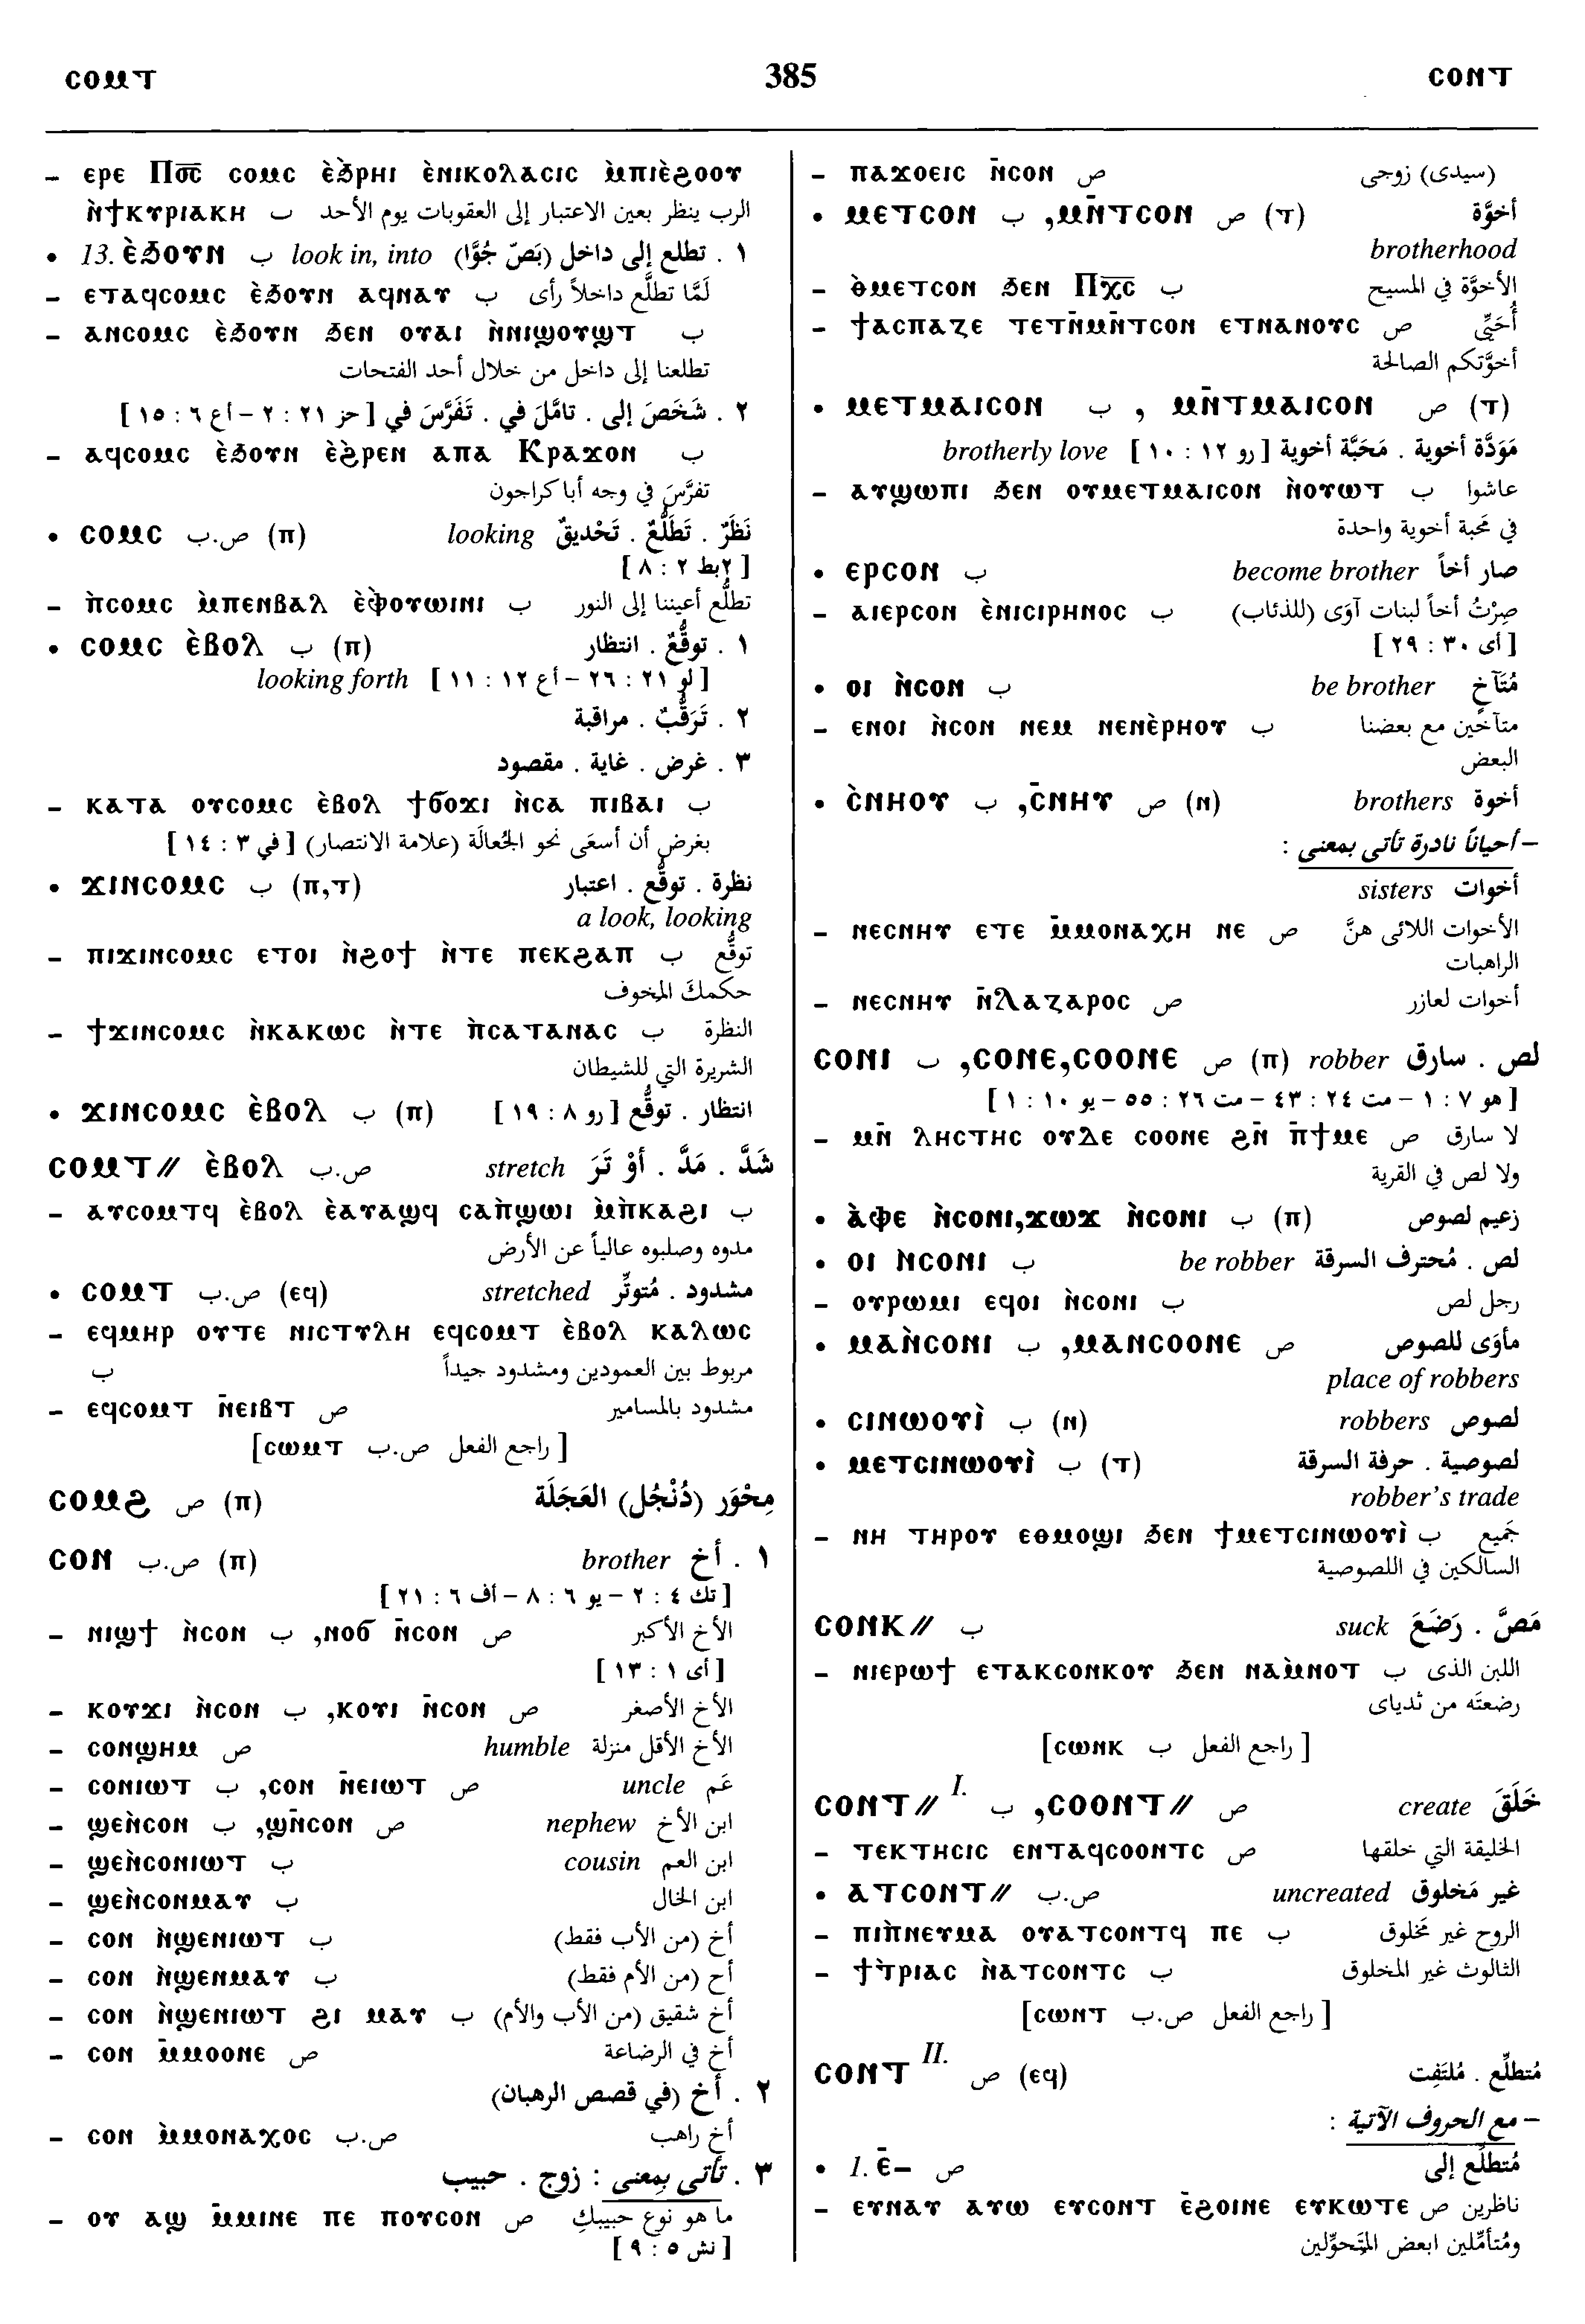 ⲥⲟⲙⲧ 385 ⲥⲟⲛⲧ
– ⲉⲣⲉ Ⲡϭ̅ⲥ̅ ⲥⲟⲙⲥ ⲉ̀ϧⲣⲏⲓ ⲉ̀ⲛⲓⲕⲟⲗⲁⲥⲓⲥ ⲙ̀ⲡⲓⲉ̀ϩⲟⲟⲩ
ⲛ̀ϯⲕⲩⲣⲓⲁⲕⲏ ب الرب ينظر بعين الاعتبار إلى العقوبات يوم الأحد
• 13. ⲉ̀ϧⲟⲩⲛ ب look in, into ١ . تطلع إلى داخل (بَصّ جُوَّا)
– ⲉⲧⲁϥⲥⲟⲙⲥ ⲉ̀ϧⲟⲩⲛ ⲁϥⲛⲁⲩ ب لَمَّا تطلَّع داخلاً رأى
– ⲁⲛⲥⲟⲙⲥ ⲉ̀ϧⲟⲩⲛ ϧⲉⲛ ⲟⲩⲁⲓ ⲛ̀ⲛⲓϣⲟⲩϣⲧ ب
تطلعنا إلى داخل من خلال أحد الفتحات
٢ . شَخَصَ إلى . تامَّلَ في . تَفَرَّسَ في [ حز ٢١ : ٢ – أع ٦ : ١٥ ]
– ⲁϥⲥⲟⲙⲥ ⲉ̀ϧⲟⲩⲛ ⲉ̀ϩⲣⲉⲛ ⲁⲡⲁ Ⲕⲣⲁϫⲟⲛ ب
تفرَّسَ في وجه أبا كراجون
• ⲥⲟⲙⲥ ص.ب (ⲡ) looking نَظَرٌ . تَطَلُّعٌ . تَحْديقٌ
[ ٢بط ٢ : ٨ ]
– ⲡ̀ⲥⲟⲙⲥ ⲙ̀ⲡⲉⲛⲃⲁⲗ ⲉ̀ⲫⲟⲩⲱⲓⲛⲓ ب تطلُّع أعيننا إلى النور
• ⲥⲟⲙⲥ ⲉ̀ⲃⲟⲗ ب (ⲡ) ١ . توقُّعٌ . انتظار
looking forth [ لو ٢١ : ٢٦ – أع ١٢ : ١١ ]
٢ . تَرَقُّبٌ . مراقبة
٣ . غرض . غاية . مقصود
– ⲕⲁⲧⲁ ⲟⲩⲥⲟⲙⲥ ⲉ̀ⲃⲟⲗ ϯϭⲟϫⲓ ⲛ̀ⲥⲁ ⲡⲓⲃⲁⲓ ب
بغرض أن أسعَى نحو الجُعالَة (علامة الانتصار) [ في ٣ : ١٤ ]
• ϫⲓⲛⲥⲟⲙⲥ ب (ⲡ,ⲧ) نظرة . توقُّع . اعتبار
a look, looking
– ⲡⲓϫⲓⲛⲥⲟⲙⲥ ⲉⲧⲟⲓ ⲛ̀ϩⲟϯ ⲛ̀ⲧⲉ ⲡⲉⲕϩⲁⲡ ب توقُّع
حكمكَ المخوف
– ϯϫⲓⲛⲥⲟⲙⲥ ⲛ̀ⲕⲁⲕⲱⲥ ⲛ̀ⲧⲉ ⲡ̀ⲥⲁⲧⲁⲛⲁⲥ ب النظرة
الشريرة التي للشيطان
• ϫⲓⲛⲥⲟⲙⲥ ⲉ̀ⲃⲟⲗ ب (ⲡ) انتظار . توقُّع [ رو ٨ : ١٩ ]
ⲥⲟⲙⲧ// ⲉ̀ⲃⲟⲗ ص.ب stretch شَدَّ . مَدَّ . أوْ تَرَ
– ⲁⲩⲥⲟⲙⲧϥ ⲉ̀ⲃⲟⲗ ⲉ̀ⲁⲩⲁϣϥ ⲥⲁⲡ̀ϣⲱⲓ ⲙ̀ⲡ̀ⲕⲁϩⲓ ب
مدوه وصلبوه عالياً عن الأرض
• ⲥⲟⲙⲧ ص.ب (ⲉϥ) stretched مشدود . مُتوتِّر
– ⲉϥⲙⲏⲣ ⲟⲩⲧⲉ ⲛⲓⲥⲧⲩⲗⲏ ⲉϥⲥⲟⲙⲧ ⲉ̀ⲃⲟⲗ ⲕⲁⲗⲱⲥ
ب مربوط بين العمودين ومشدود جيداً
– ⲉϥⲥⲟⲙⲧ ⲛ̄ⲉⲓⲃⲧ ص مشدود بالمسامير
[ راجع الفعل ص.ب ⲥⲱⲙⲧ]
ⲥⲟⲙϩ ص (ⲡ) مِحْوَر (دُنْجُل) العَجَلَة
ⲥⲟⲛ ص.ب (ⲡ) brother ١ . أخ
[ تك ٤ : ٢ – يو ٦ : ٨ – أف ٦ : ٢١ ]
– ⲛⲓϣϯ ⲛ̀ⲥⲟⲛ ب ,ⲛⲟϭ ⲛ̄ⲥⲟⲛ ص الأخ الأكبر
[ أى ١ : ١٣ ]
– ⲕⲟⲩϫⲓ ⲛ̀ⲥⲟⲛ ب ,ⲕⲟⲩⲓ ⲛ̄ⲥⲟⲛ ص الأخ الأصغر
– ⲥⲟⲛϣⲏⲙ ص humble الأخ الأقل منزلة
– ⲥⲟⲛⲓⲱⲧ ب ,ⲥⲟⲛ ⲛ̄ⲉⲓⲱⲧ ص uncle عَم
– ϣⲉⲛ̀ⲥⲟⲛ ب ,ϣⲛ̄ⲥⲟⲛ ص nephew ابن الأخ
– ϣⲉⲛ̀ⲥⲟⲛⲓⲱⲧ ب cousin ابن العم
– ϣⲉⲛ̀ⲥⲟⲛⲙⲁⲩ ب ابن الخال
– ⲥⲟⲛ ⲛ̀ϣⲉⲛⲓⲱⲧ ب أخ (من الأب فقط)
– ⲥⲟⲛ ⲛ̀ϣⲉⲛⲙⲁⲩ ب أح (من الأم فقط)
– ⲥⲟⲛ ⲛ̀ϣⲉⲛⲓⲱⲧ ϩⲓ ⲙⲁⲩ ب أخ شقيق (من الأب والأم)
– ⲥⲟⲛ ⲙ̄ⲙⲟⲟⲛⲉ ص أخ في الرضاعة
٢ . أخ (في قصص الرهبان)
– ⲥⲟⲛ ⲙ̀ⲙⲟⲛⲁⲭⲟⲥ ص.ب أخ راهب
٣ . تأتى بمعنى : زوج . حبيب
– ⲟⲩ ⲁϣ ⲙ̄ⲙⲓⲛⲉ ⲡⲉ ⲡⲟⲩⲥⲟⲛ ص ما هو نوع حبيبكِ
[ نش ٥ : ٩ ]
– ⲡⲁϫⲟⲉⲓⲥ ⲛ̄ⲥⲟⲛ ص (سيدى) زوجى
• ⲙⲉⲧⲥⲟⲛ ب ,ⲙⲛ̄ⲧⲥⲟⲛ ص (ⲧ) أخوَّة
brotherhood
– ⲑ̀ⲙⲉⲧⲥⲟⲛ ϧⲉⲛ Ⲡⲭ̅ⲥ̅ ب الأخوَّة في المسيح
– ϯⲁⲥⲡⲁⲍⲉ ⲧⲉⲧⲛ̄ⲙⲛ̄ⲧⲥⲟⲛ ⲉⲧⲛⲁⲛⲟⲩⲥ ص أُحَيِّى
أخوَّتكم الصالحة
• ⲙⲉⲧⲙⲁⲓⲥⲟⲛ ب , ⲙⲛ̄ⲧⲙⲁⲓⲥⲟⲛ ص (ⲧ)
brotherly love [ رو ١٢ : ١٠ ] مَوَدَّة أخوية . مَحَبَّة أخوية
– ⲁⲩϣⲱⲡⲓ ϧⲉⲛ ⲟⲩⲙⲉⲧⲙⲁⲓⲥⲟⲛ ⲛ̀ⲟⲩⲱⲧ ب عاشوا
في مَحبة أخوية واحدة
• ⲉⲣⲥⲟⲛ ب become brother صار أخاً
– ⲁⲓⲉⲣⲥⲟⲛ ⲉ̀ⲛⲓⲥⲓⲣⲏⲛⲟⲥ ب صِرْتُ أخاً لبنات آوَى (للذئاب)
[ أى ٣٠ : ٢٩ ]
• ⲟⲓ ⲛ̀ⲥⲟⲛ ب be brother مُتَآخٍ
– ⲉⲛⲟⲓ ⲛ̀ⲥⲟⲛ ⲛⲉⲙ ⲛⲉⲛⲉ̀ⲣⲏⲟⲩ ب متآخين مع بعضنا
البعض
• ⲥ̀ⲛⲏⲟⲩ ب ,ⲥ̄ⲛⲏⲩ ص (ⲛ) brothers أخوة
– أحياناً نادرة تأتى بمعنى :
sisters أخوات
– ⲛⲉⲥⲛⲏⲩ ⲉⲧⲉ ⲙ̄ⲙⲟⲛⲁⲭⲏ ⲛⲉ ص الأخوات اللائى هنَّ
الراهبات
– ⲛⲉⲥⲛⲏⲩ ⲛ̄ⲗⲁⲍⲁⲣⲟⲥ ص أخوات لعازر
ⲥⲟⲛⲓ ب ,ⲥⲟⲛⲉ,ⲥⲟⲟⲛⲉ ص (ⲡ) robber لص . سارق
[ هو ٧ : ١ – مت ٢٤ : ٤٣ – مت ٢٦ : ٥٥ – يو ١٠ : ١ ]
– ⲙⲛ̄ ⲗⲏⲥⲧⲏⲥ ⲟⲩⲇⲉ ⲥⲟⲟⲛⲉ ϩⲛ̄ ⲡ̄ϯⲙⲉ ص لا سارق
ولا لص في القرية
• ⲁ̀ⲫⲉ ⲛ̀ⲥⲟⲛⲓ,ϫⲱϫ ⲛ̀ⲥⲟⲛⲓ ب (ⲡ) زعيم لصوص
• ⲟⲓ ⲛ̀ⲥⲟⲛⲓ ب be robber لص . مُحترف السرقة
– ⲟⲩⲣⲱⲙⲓ ⲉϥⲟⲓ ⲛ̀ⲥⲟⲛⲓ ب رجل لص
• ⲙⲁⲛ̀ⲥⲟⲛⲓ ب ,ⲙⲁⲛⲥⲟⲟⲛⲉ ص مأوَى للصوص
place of robbers
• ⲥⲓⲛⲱⲟⲩⲓ̀ ب (ⲛ) robbers لصوص
• ⲙⲉⲧⲥⲓⲛⲱⲟⲩⲓ̀ ب (ⲧ) لصوصية . حرفة السرقة
robber's trade
– ⲛⲏ ⲧⲏⲣⲟⲩ ⲉⲑⲙⲟϣⲓ ϧⲉⲛ ϯⲙⲉⲧⲥⲓⲛⲱⲟⲩⲓ̀ ب جَميع
السالكين في اللصوصية
ⲥⲟⲛⲕ// ب suck مَصَّ . رَضَعَ
– ⲛⲓⲉⲣⲱϯ ⲉⲧⲁⲕⲥⲟⲛⲕⲟⲩ ϧⲉⲛ ⲛⲁⲙ̀ⲛⲟϯ ب اللبن الذى
رضعتَه من ثدياى
[ راجع الفعل ب ⲥⲱⲛⲕ]
ⲥⲟⲛⲧ// I. ب ,ⲥⲟⲟⲛⲧ// ص create خَلَقَ
– ⲧⲉⲕⲧⲏⲥⲓⲥ ⲉⲛⲧⲁϥⲥⲟⲟⲛⲧⲥ ص الخليقة التي خلقها
• ⲁⲧⲥⲟⲛⲧ// ص.ب uncreated غير مَخلوق
– ⲡⲓⲡ̀ⲛⲉⲩⲙⲁ ⲟⲩⲁⲧⲥⲟⲛⲧϥ ⲡⲉ ب الروح غير مَخلوق
– ϯⲧ̀ⲣⲓⲁⲥ ⲛ̀ⲁⲧⲥⲟⲛⲧⲥ ب الثالوث غير المخلوق
[ راجع الفعل ص.ب ⲥⲱⲛⲧ]
ⲥⲟⲛⲧ II. ص (ⲉϥ) مُتطلِّع . مُلتَفِت
– مع الحروف الآتية :
• 1. ⲉ̄– ص مُتطلِّع إلى
– ⲉⲩⲛⲁⲩ ⲁⲩⲱ ⲉⲩⲥⲟⲛⲧ ⲉ̄ϩⲟⲓⲛⲉ ⲉⲩⲕⲱⲧⲉ ص ناظرين
ومُتأمِّلين ابعض المتَحوِّلين